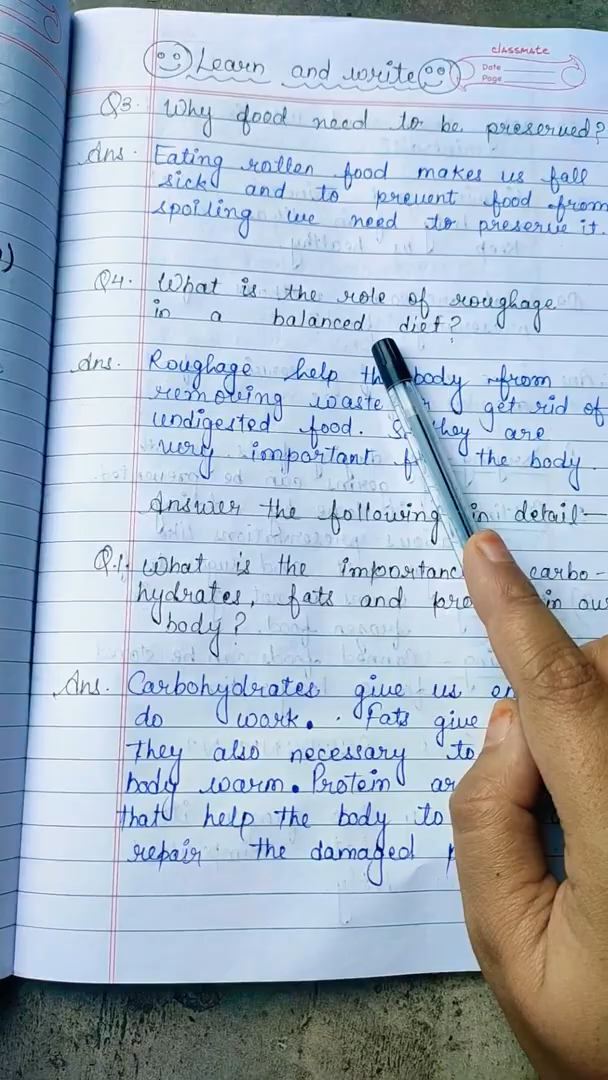 classmate
Date
Page
Learn and write
Q3. Why food need to be preserved?
Ans. Eating rotten food makes us fall
sick and to prevent food from
spoiling we need to preserve it.
Q4. What is the role of roughage
in a balanced diet?
Ans. Roughage help the body from
removing waste get rid of
undigested food. they are
very important the body.
Answer the following in detail-
Q.1. What is the importanc carbo-
hydrates, fats and pro in ou
body?
Ans. Carbohydrates give us en
do work. Fats give
They also necessary to
body warm. Protein ar
that help the body to
repair the damaged p